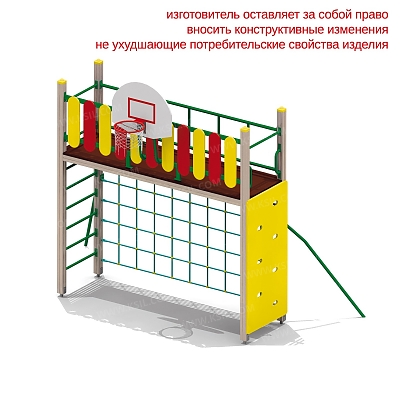 изготовитель оставляет за собой право
вносить конструктивные изменения
не ухудшающие потребительские свойства изделия